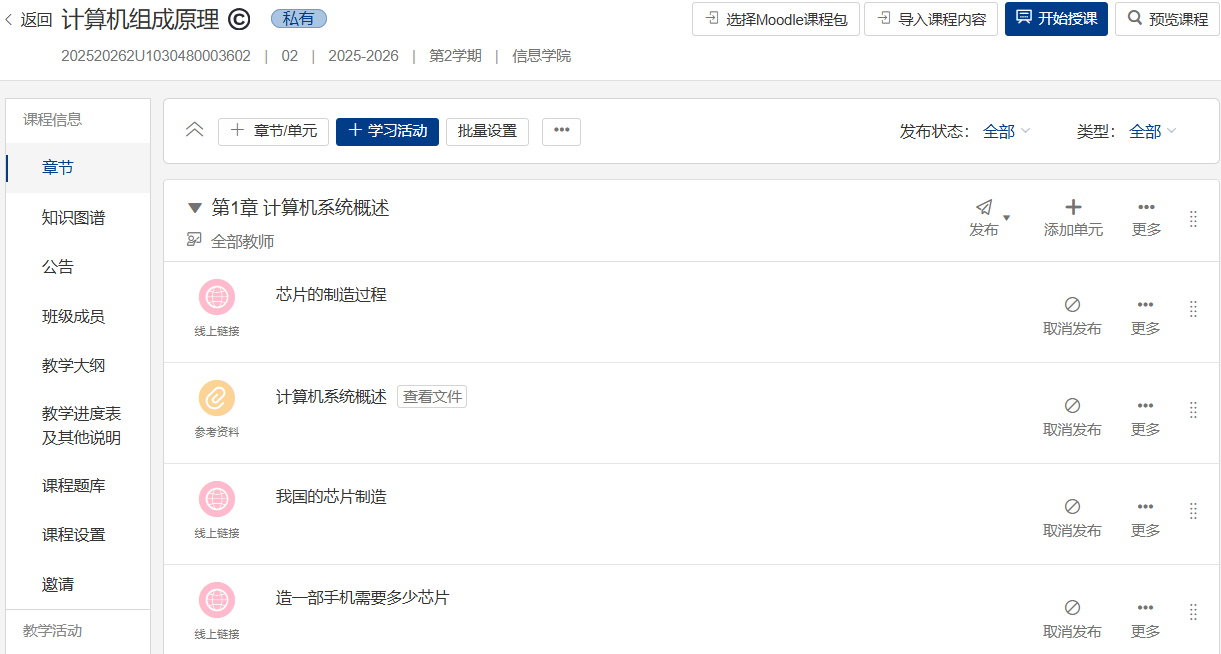 返回 计算机组成原理 © 私有 选择Moodle课程包 导入课程内容 开始授课 预览课程
202520262U1030480003602 | 02 | 2025-2026 | 第2学期 | 信息学院
课程信息
章节
知识图谱
公告
班级成员
教学大纲
教学进度表
及其他说明
课程题库
课程设置
邀请
教学活动
章节/单元 学习活动 批量设置 ••• 发布状态： 全部 类型： 全部
第1章 计算机系统概述
全部教师
发布 添加单元 更多
芯片的制造过程
线上链接
取消发布 更多
计算机系统概述 查看文件
参考资料
取消发布 更多
我国的芯片制造
线上链接
取消发布 更多
造一部手机需要多少芯片
线上链接
取消发布 更多